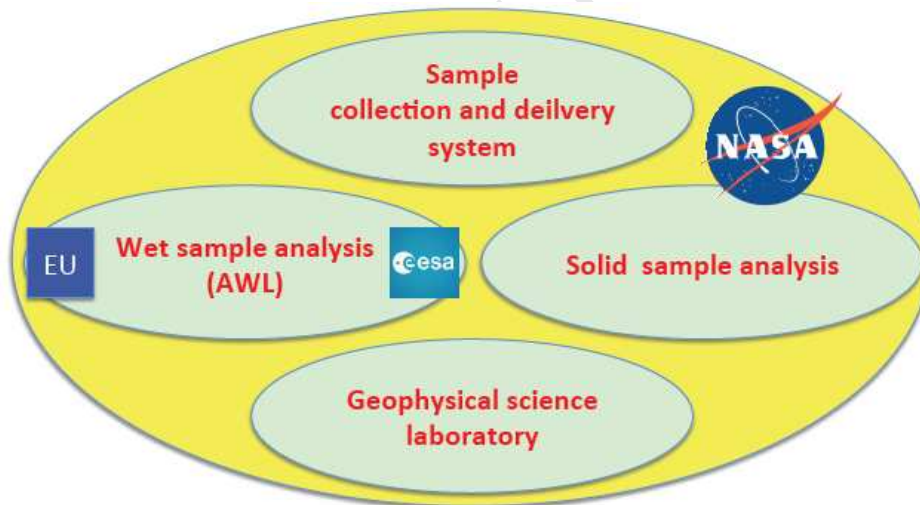 Sample
collection and deilvery
system
NASA
EU
Wet sample analysis
(AWL)
esa
Solid sample analysis
Geophysical science
laboratory